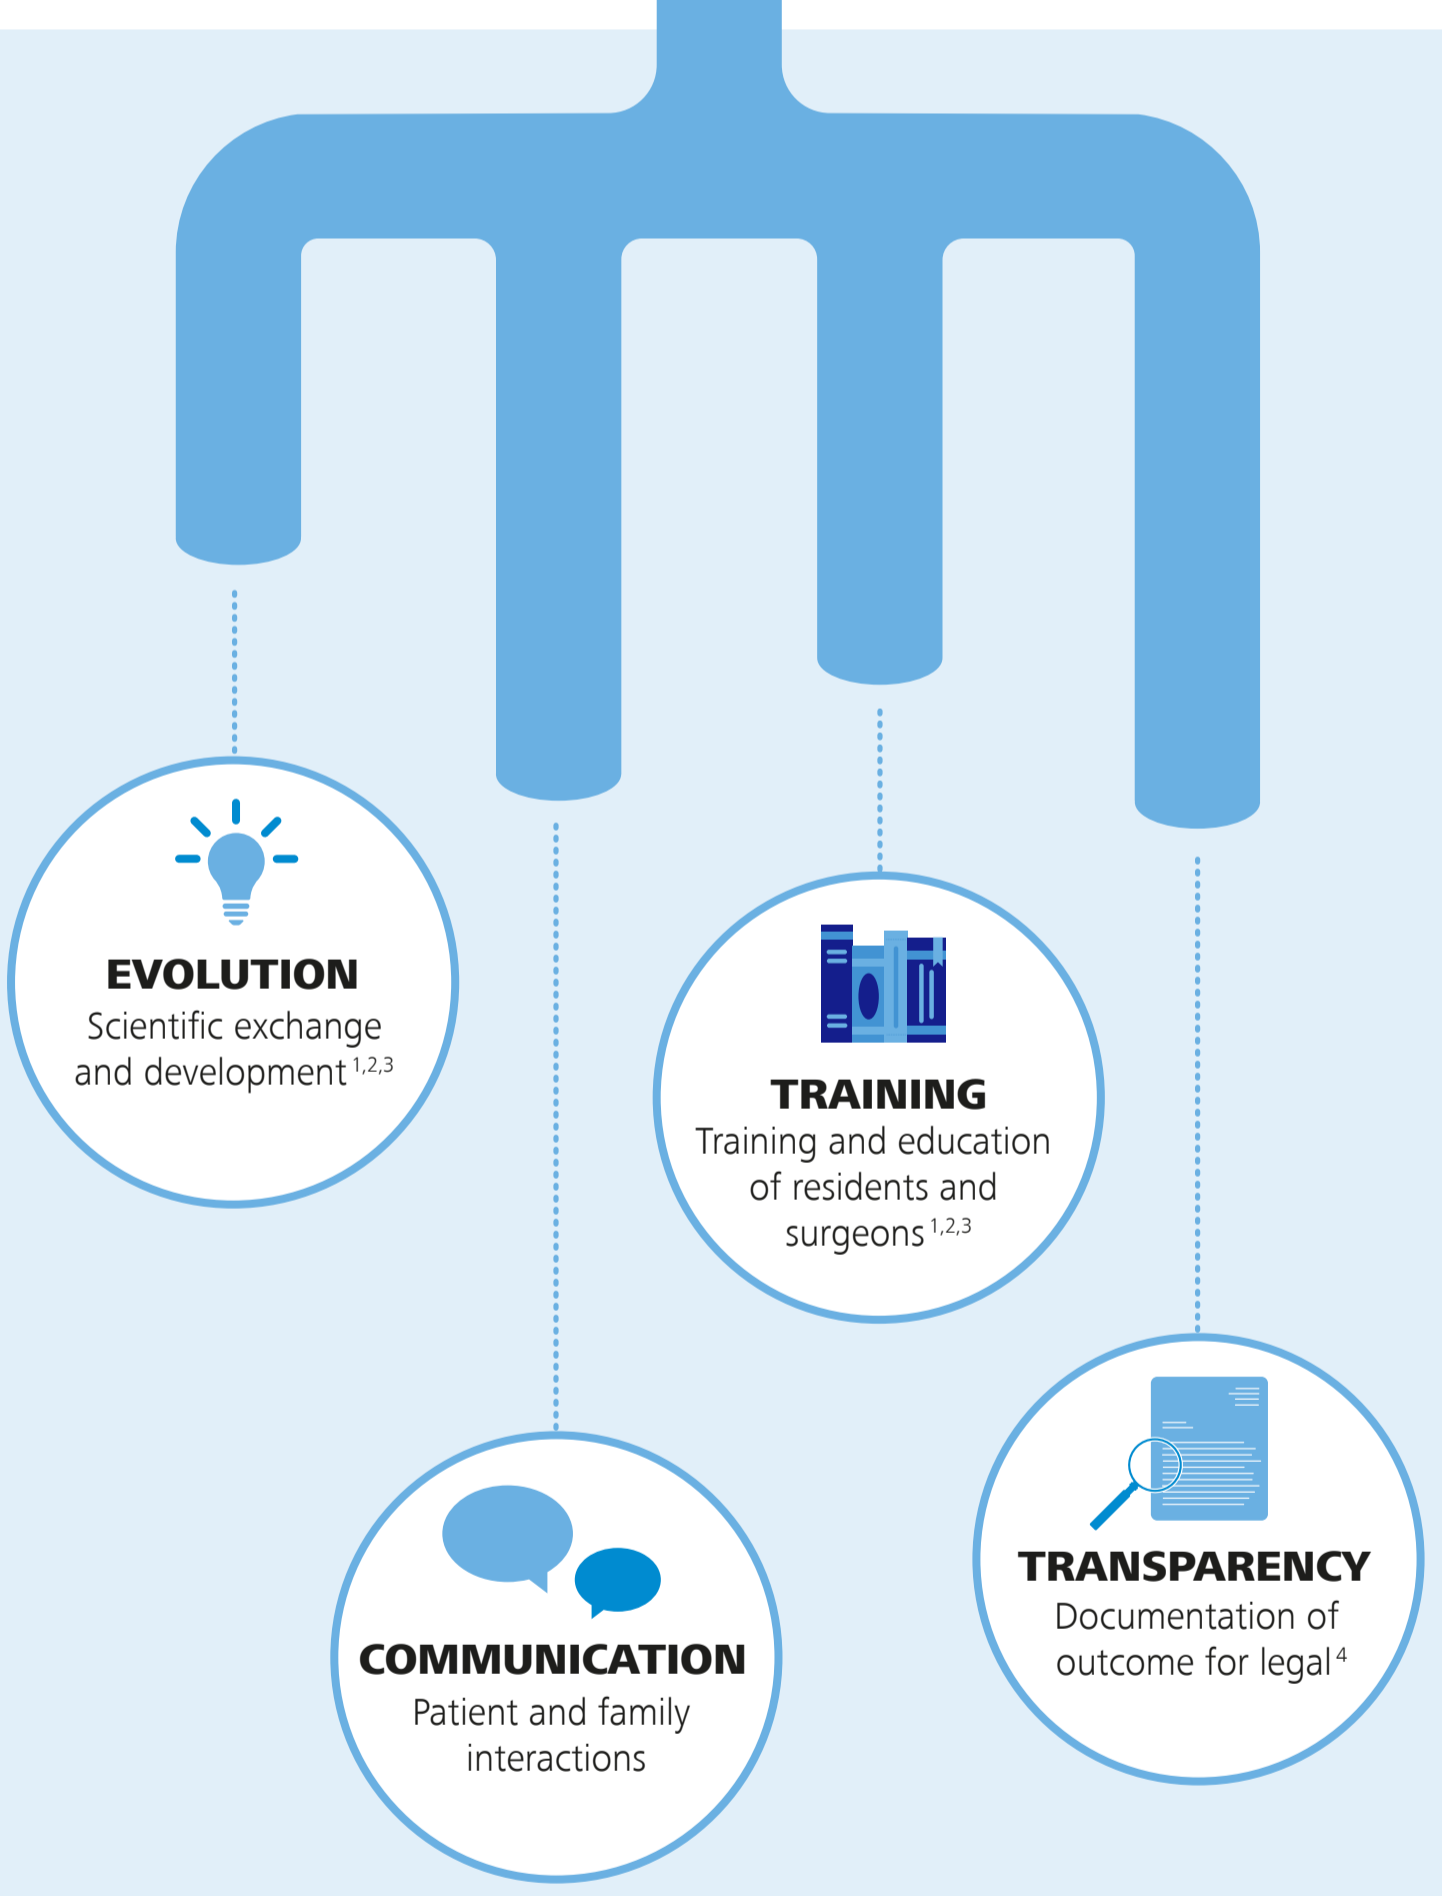 EVOLUTION
Scientific exchange
and development 1,2,3
TRAINING
Training and education
of residents and
surgeons 1,2,3
COMMUNICATION
Patient and family
interactions
TRANSPARENCY
Documentation of
outcome for legal 4